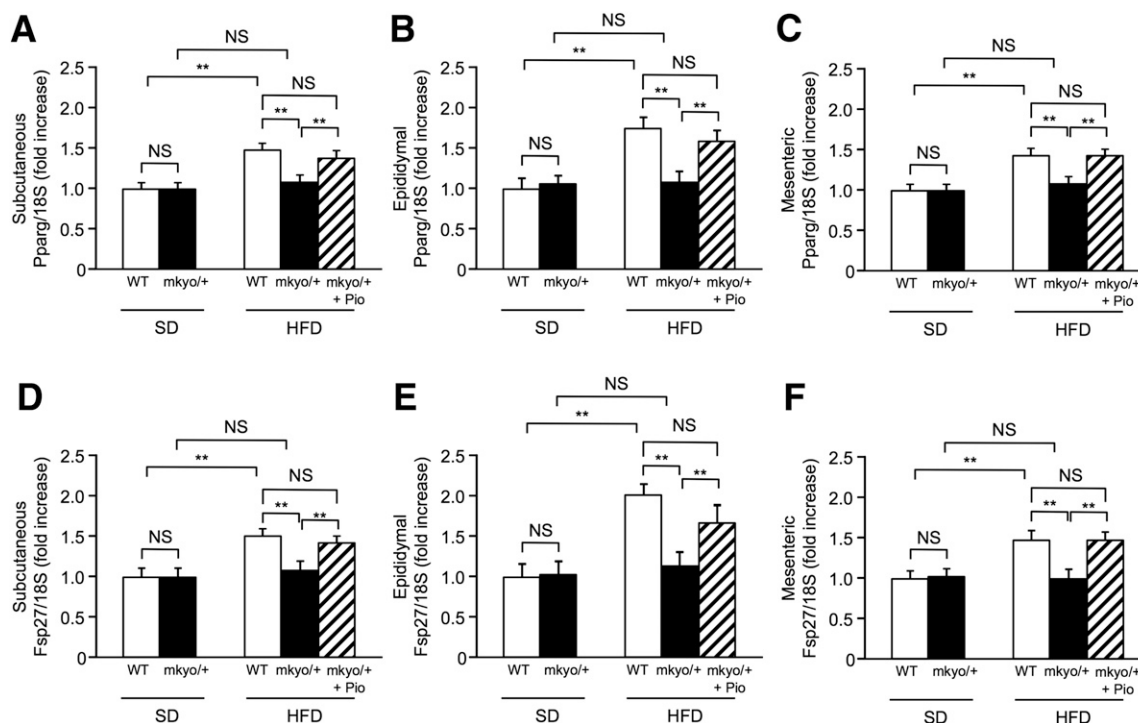 A
NS
**
NS
**
**
NS
Subcutaneous
Pparg/18S (fold increase)
2.5
2.0
1.5
1.0
0.5
0
WT mkyo/+ WT mkyo/+ mkyo/+
+ Pio
SD HFD
B
NS
**
NS
**
**
NS
Epididymal
Pparg/18S (fold increase)
2.5
2.0
1.5
1.0
0.5
0
WT mkyo/+ WT mkyo/+ mkyo/+
+ Pio
SD HFD
C
NS
**
NS
**
**
NS
Mesenteric
Pparg/18S (fold increase)
2.5
2.0
1.5
1.0
0.5
0
WT mkyo/+ WT mkyo/+ mkyo/+
+ Pio
SD HFD
D
NS
**
NS
**
**
NS
Subcutaneous
Fsp27/18S (fold increase)
2.5
2.0
1.5
1.0
0.5
0
WT mkyo/+ WT mkyo/+ mkyo/+
+ Pio
SD HFD
E
NS
**
NS
**
**
NS
Epididymal
Fsp27/18S (fold increase)
2.5
2.0
1.5
1.0
0.5
0
WT mkyo/+ WT mkyo/+ mkyo/+
+ Pio
SD HFD
F
NS
**
NS
**
**
NS
Mesenteric
Fsp27/18S (fold increase)
2.5
2.0
1.5
1.0
0.5
0
WT mkyo/+ WT mkyo/+ mkyo/+
+ Pio
SD HFD